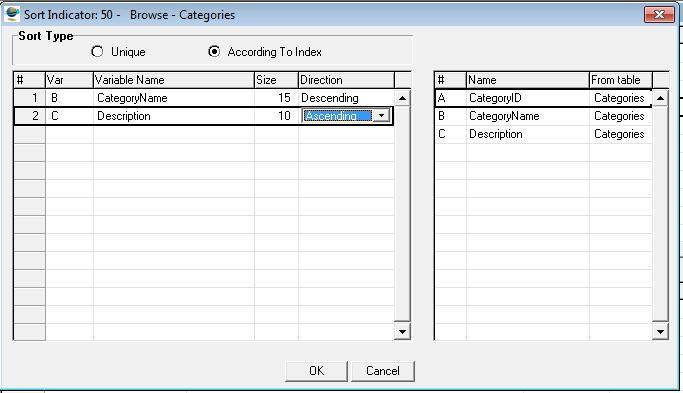 Sort Indicator: 50 -   Browse - Categories
Sort Type
Unique
According To Index
# Var Variable Name Size Direction
1 B CategoryName 15 Descending
2 C Description 10 Ascending
# Name From table
A CategoryID Categories
B CategoryName Categories
C Description Categories
OK Cancel